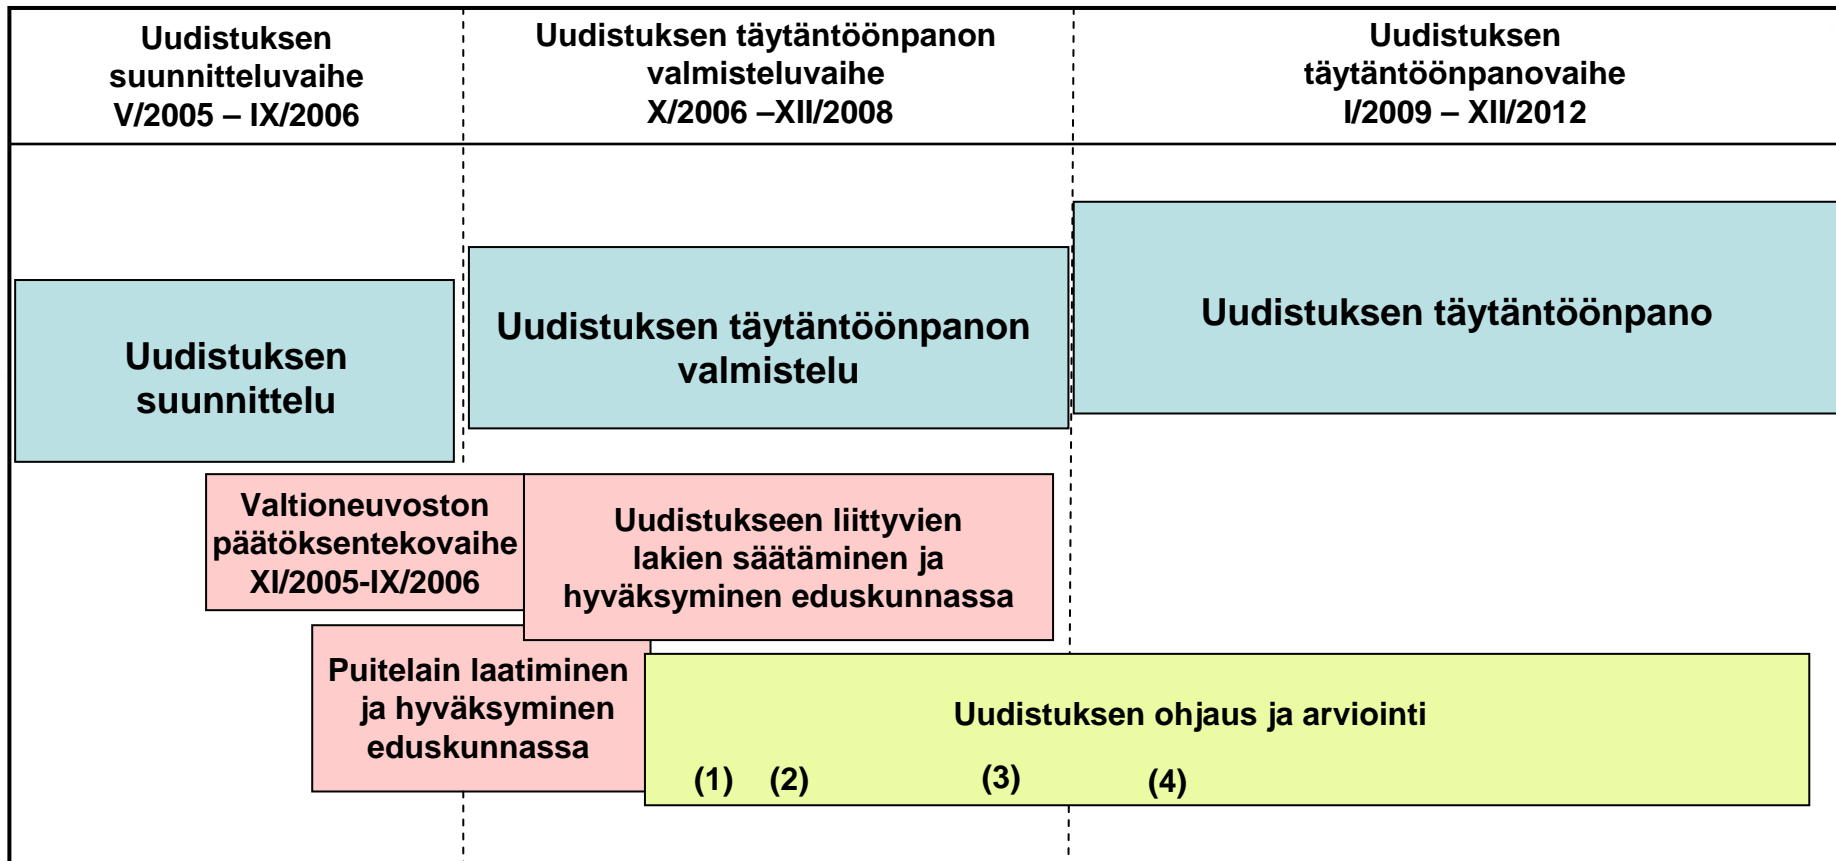 Uudistuksen
suunnitteluvaihe
V/2005 – IX/2006
Uudistuksen täytäntöönpanon
valmisteluvaihe
X/2006 –XII/2008
Uudistuksen
täytäntöönpanovaihe
I/2009 – XII/2012
Uudistuksen
suunnittelu
Uudistuksen täytäntöönpanon
valmistelu
Uudistuksen täytäntöönpano
Valtioneuvoston
päätöksentekovaihe
XI/2005-IX/2006
Uudistukseen liittyvien
lakien säätäminen ja
hyväksyminen eduskunnassa
Puitelain laatiminen
ja hyväksyminen
eduskunnassa
Uudistuksen ohjaus ja arviointi
(1) (2) (3) (4)